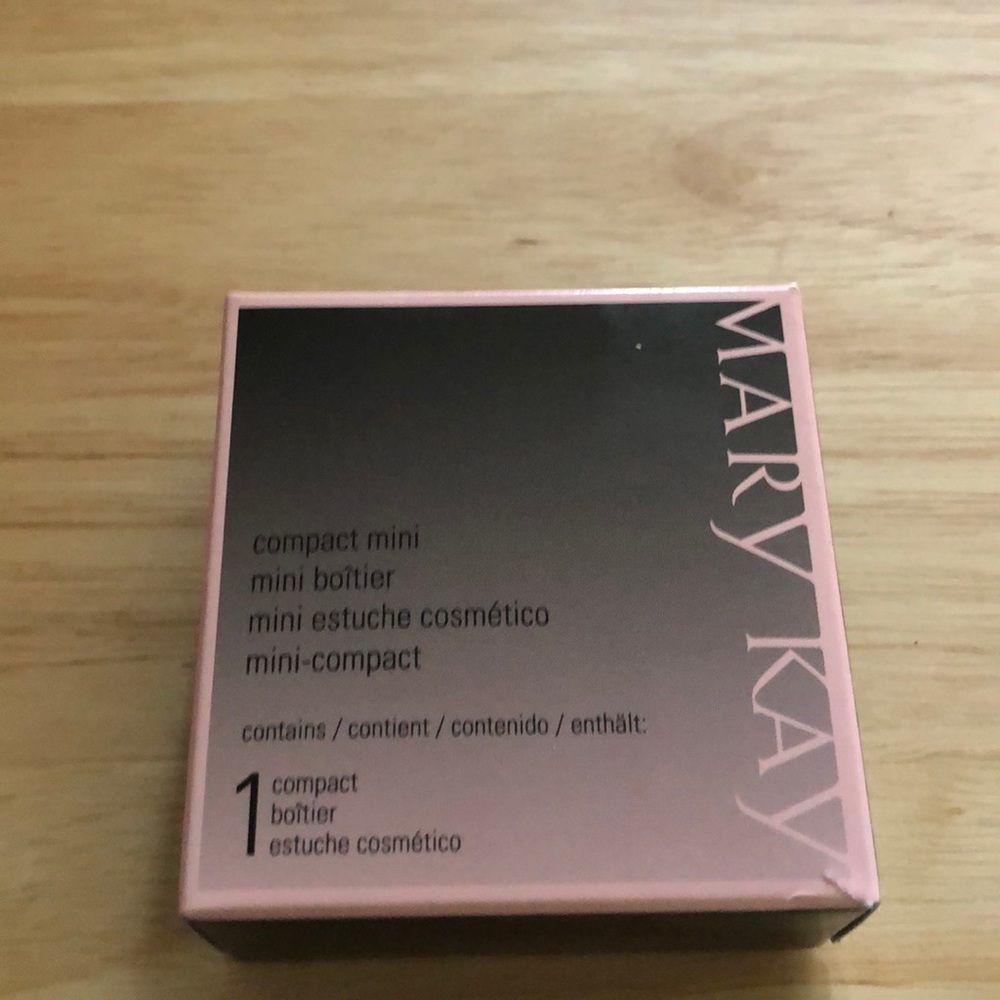 MARY KAY
compact mini
mini boîtier
mini estuche cosmético
mini-compact
contains / contient / contenido / enthält:
1 compact
boîtier
estuche cosmético